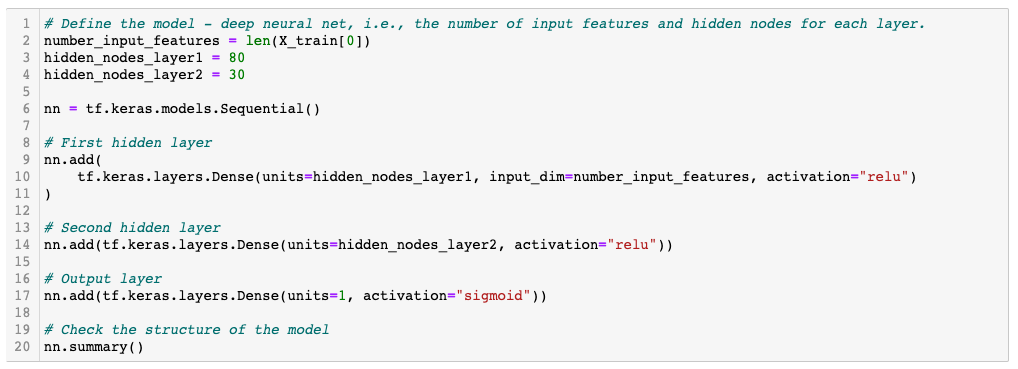 1 # Define the model - deep neural net, i.e., the number of input features and hidden nodes for each layer.
2 number_input_features = len(X_train[0])
3 hidden_nodes_layer1 = 80
4 hidden_nodes_layer2 = 30
5
6 nn = tf.keras.models.Sequential()
7
8 # First hidden layer
9 nn.add(
10     tf.keras.layers.Dense(units=hidden_nodes_layer1, input_dim=number_input_features, activation="relu")
11 )
12
13 # Second hidden layer
14 nn.add(tf.keras.layers.Dense(units=hidden_nodes_layer2, activation="relu"))
15
16 # Output layer
17 nn.add(tf.keras.layers.Dense(units=1, activation="sigmoid"))
18
19 # Check the structure of the model
20 nn.summary()